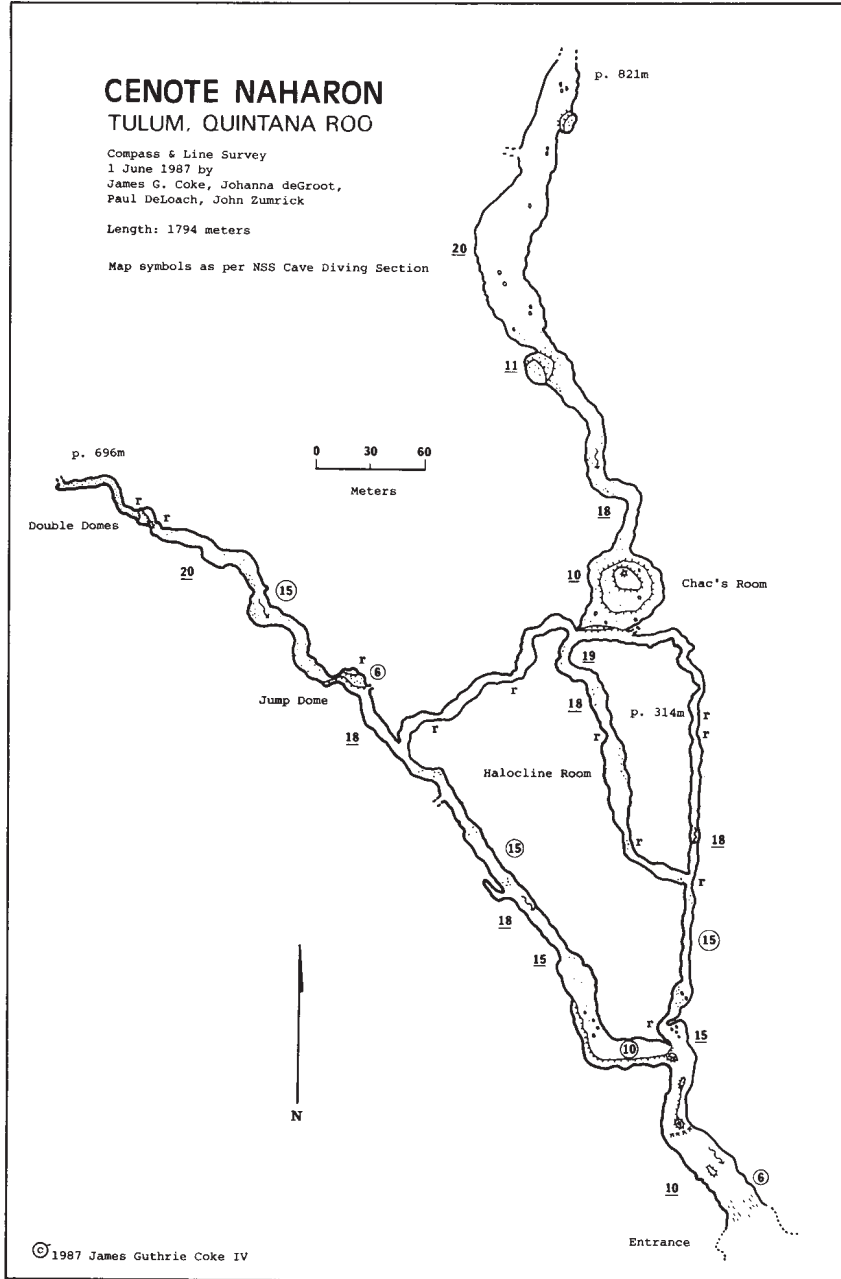 CENOTE NAHARON
TULUM, QUINTANA ROO
Compass & Line Survey
1 June 1987 by
James G. Coke, Johanna deGroot,
Paul DeLoach, John Zumrick
Length: 1794 meters
Map symbols as per NSS Cave Diving Section
p. 821m
20
11
p. 696m
0 30 60
Meters
r
r
Double Domes
20
18
15
10
Chac's Room
r
6
19
Jump Dome
r
18
p. 314m
r
18
r
r
r
Halocline Room
15
r
18
r
18
15
15
r
15
10
N
10
6
Entrance
© 1987 James Guthrie Coke IV